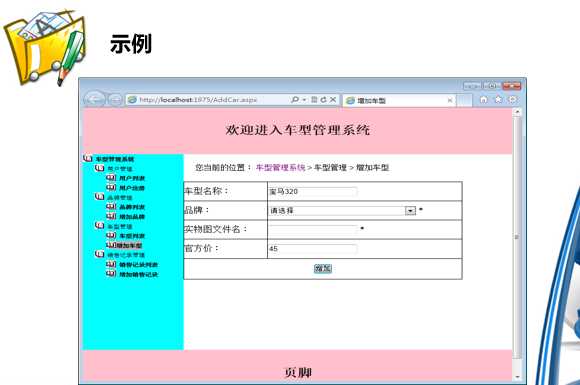 示例
http://localhost:1975/AddCar.aspx
增加车型
欢迎进入车型管理系统
车型管理系统
用户管理
用户列表
用户注册
品牌管理
品牌列表
增加品牌
车型管理
车型列表
增加车型
销售记录管理
销售记录列表
增加销售记录
您当前的位置： 车型管理系统 > 车型管理 > 增加车型
车型名称： 宝马320
品牌： 请选择 *
实物图文件名： *
官方价： 45
增加
页脚